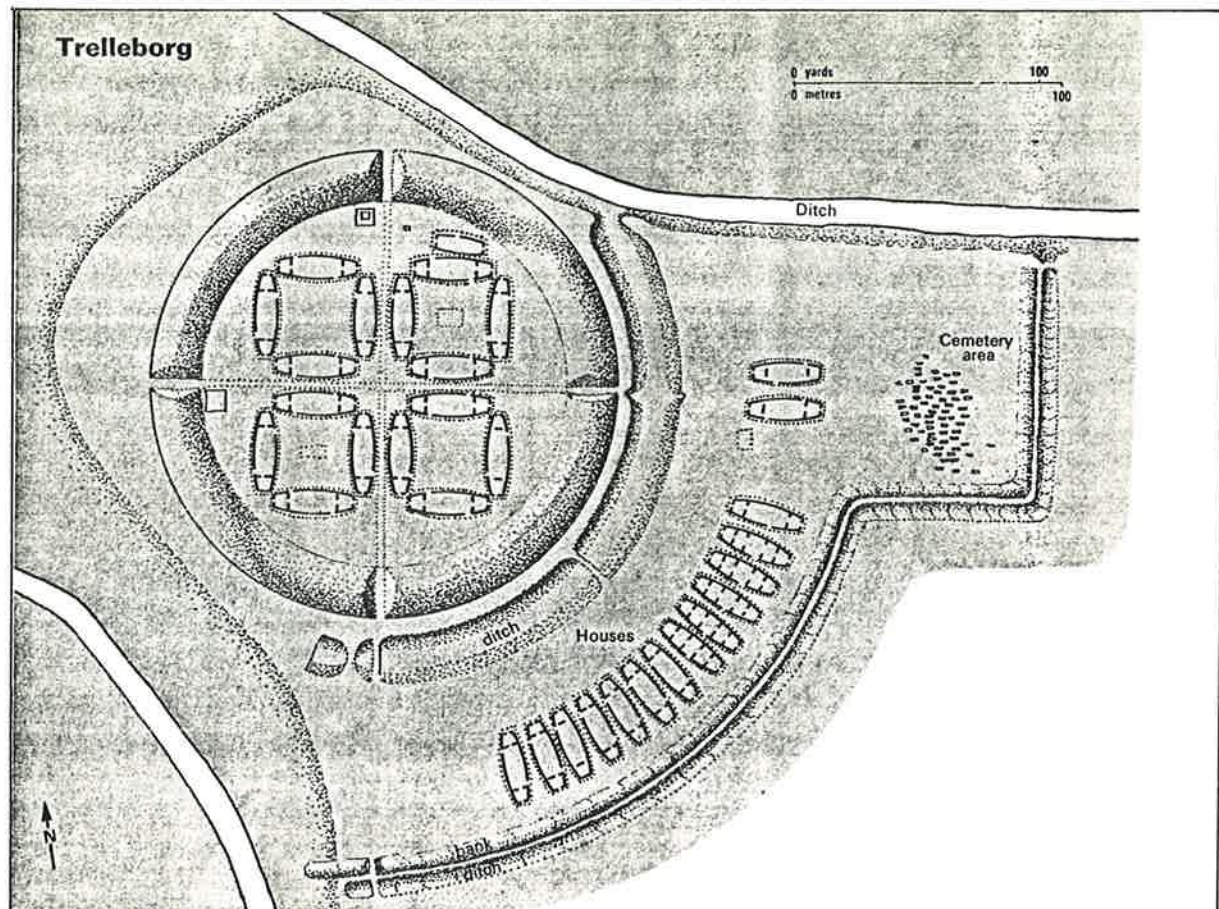 Trelleborg
0 yards 100
0 metres 100
Ditch
Cemetery
area
ditch
Houses
bank
ditch
N